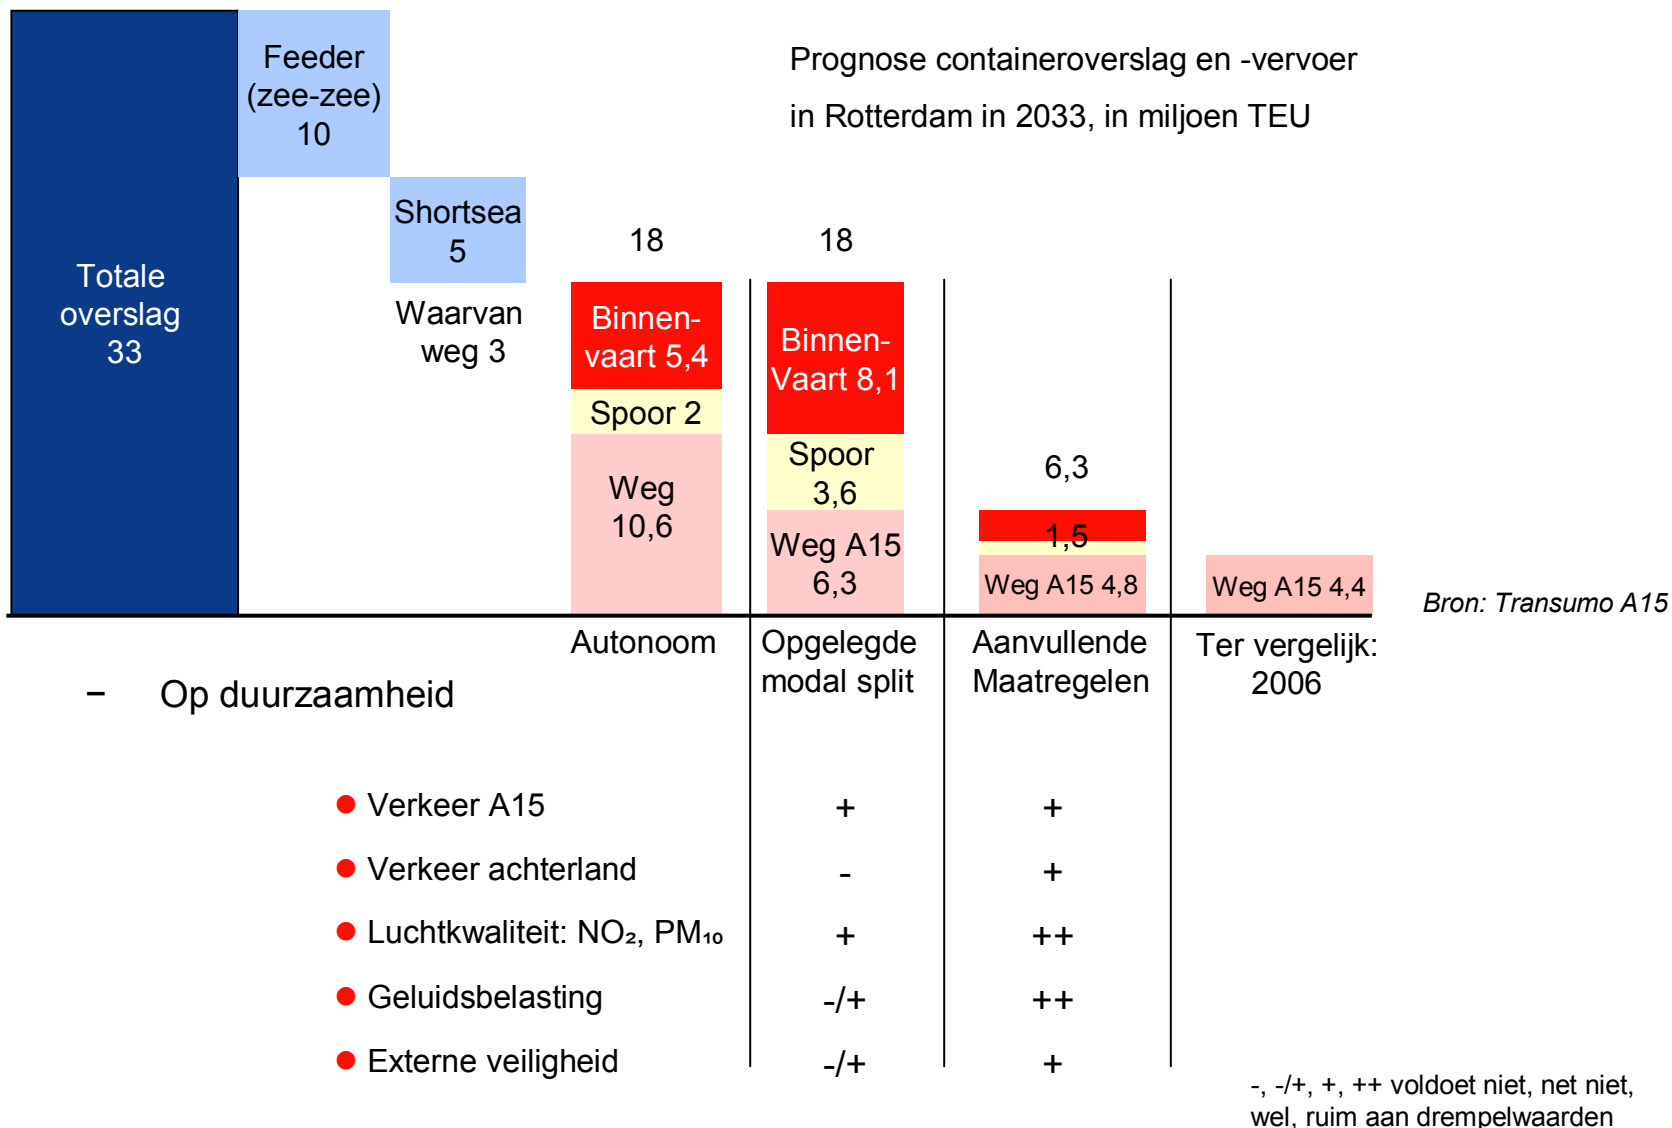 Prognose containeroverslag en -vervoer
in Rotterdam in 2033, in miljoen TEU
Totale
overslag
33
Feeder
(zee-zee)
10
Shortsea
5
Waarvan
weg 3
18
Binnen-
vaart 5,4
Spoor 2
Weg
10,6
18
Binnen-
Vaart 8,1
Spoor
3,6
Weg A15
6,3
6,3
1,5
Weg A15 4,8
Weg A15 4,4
Bron: Transumo A15
Autonoom
Opgelegde
modal split
Aanvullende
Maatregelen
Ter vergelijk:
2006
– Op duurzaamheid
● Verkeer A15 + +
● Verkeer achterland - +
● Luchtkwaliteit: NO₂, PM₁₀ + ++
● Geluidsbelasting -/+ ++
● Externe veiligheid -/+ +
-, -/+, +, ++ voldoet niet, net niet,
wel, ruim aan drempelwaarden